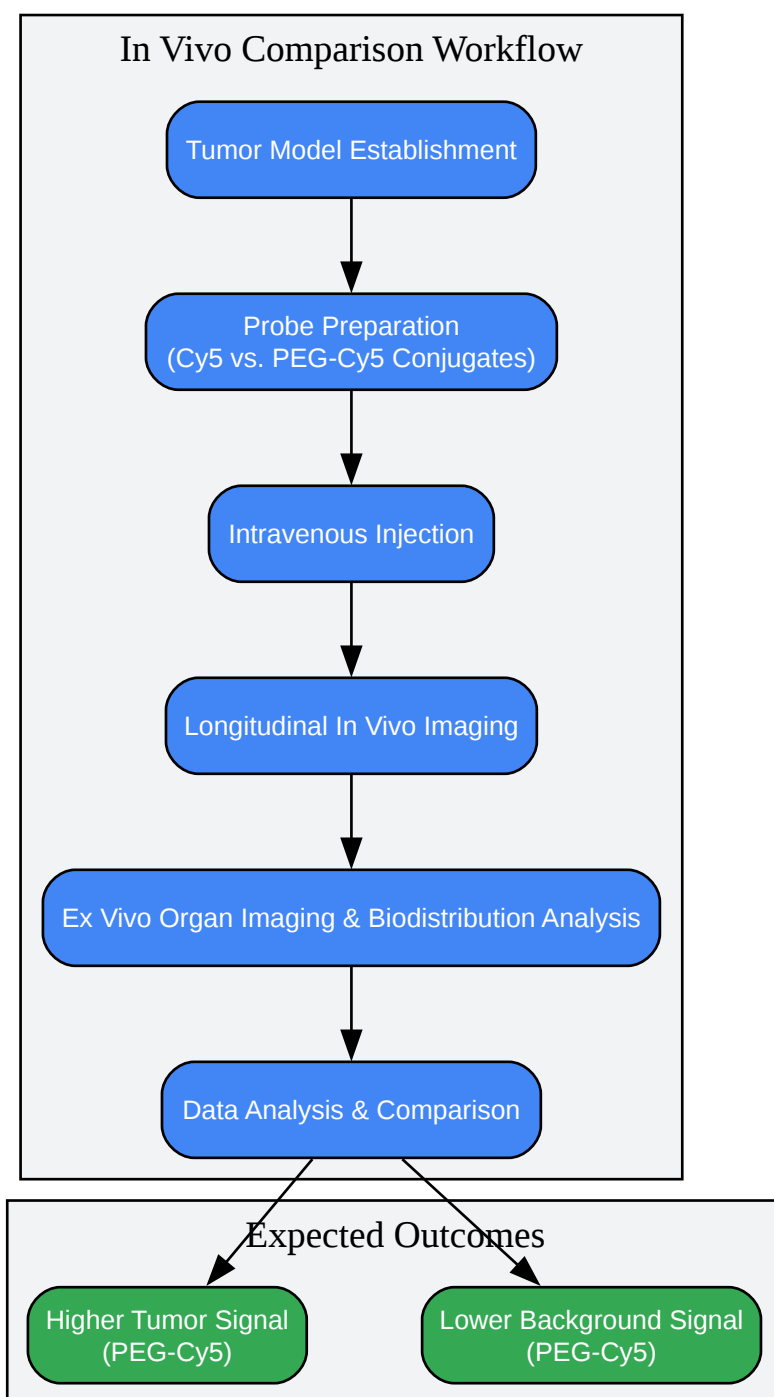 In Vivo Comparison Workflow
Tumor Model Establishment
Probe Preparation
(Cy5 vs. PEG-Cy5 Conjugates)
Intravenous Injection
Longitudinal In Vivo Imaging
Ex Vivo Organ Imaging & Biodistribution Analysis
Data Analysis & Comparison
Expected Outcomes
Higher Tumor Signal
(PEG-Cy5)
Lower Background Signal
(PEG-Cy5)